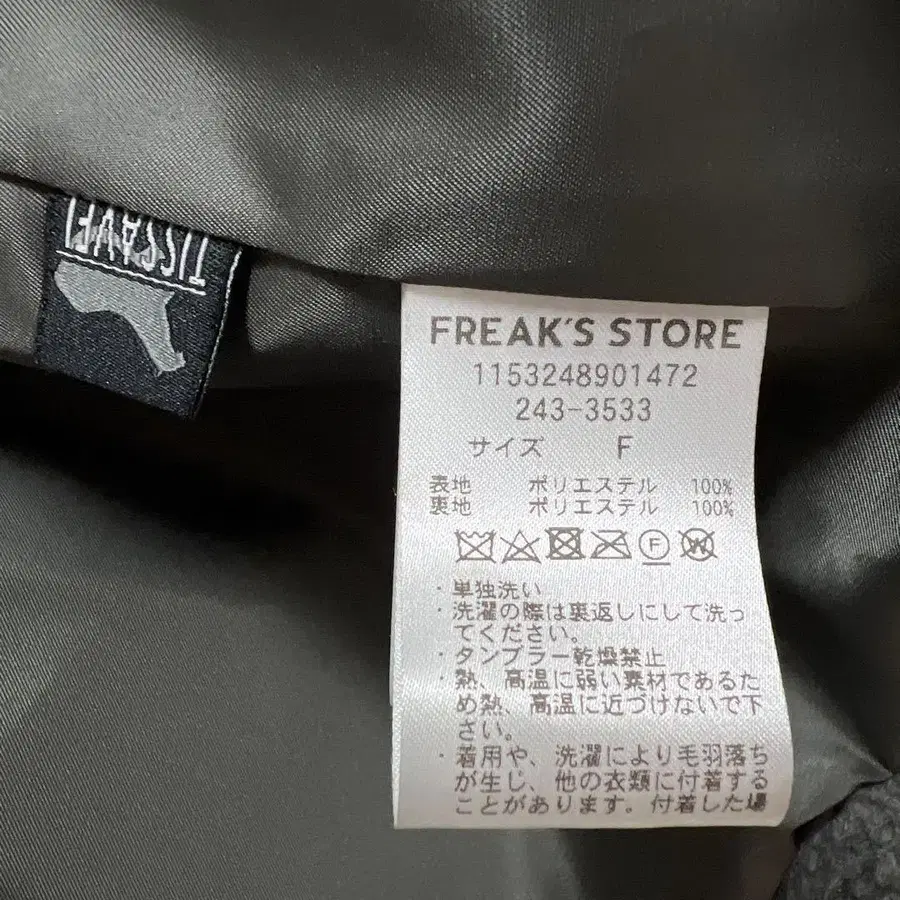 TISSAVEL
FREAK'S STORE
1153248901472
243-3533
サイズ F
表地 ポリエステル 100%
裏地 ポリエステル 100%
F
W
・単独洗い
・洗濯の際は裏返しにして洗っ
てください。
・タンブラー乾燥禁止
・熱、高温に弱い素材であるた
め熱、高温に近づけないで下
さい。
・着用や、洗濯により毛羽落ち
が生じ、他の衣類に付着する
ことがあります。付着した場